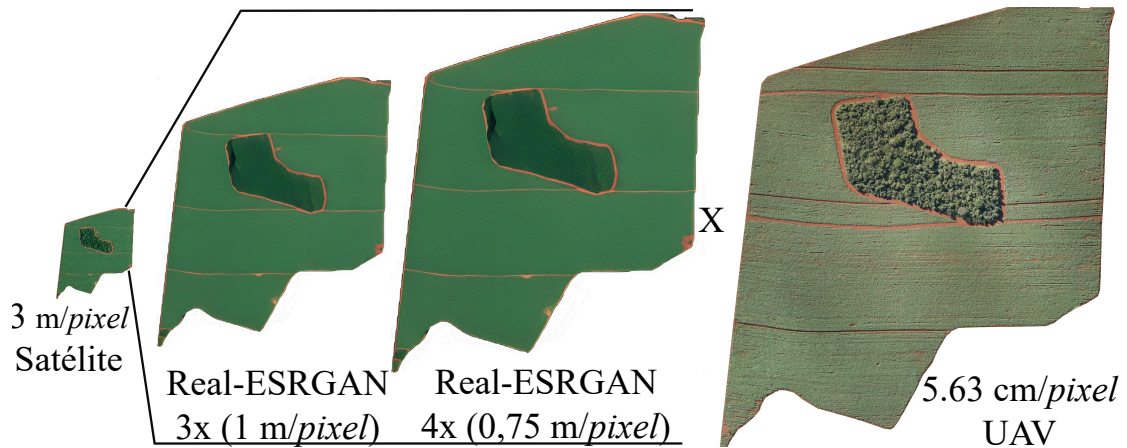 3 m/pixel
Satélite
Real-ESRGAN
3x (1 m/pixel)
Real-ESRGAN
4x (0,75 m/pixel)
X
5.63 cm/pixel
UAV